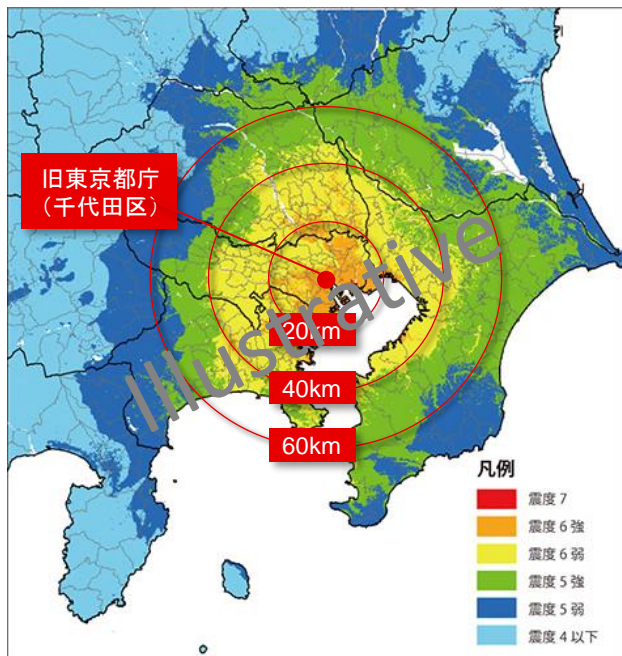 旧東京都庁
（千代田区）
Illustrative
20km
40km
60km
凡例
震度 7
震度 6 強
震度 6 弱
震度 5 強
震度 5 弱
震度 4 以下